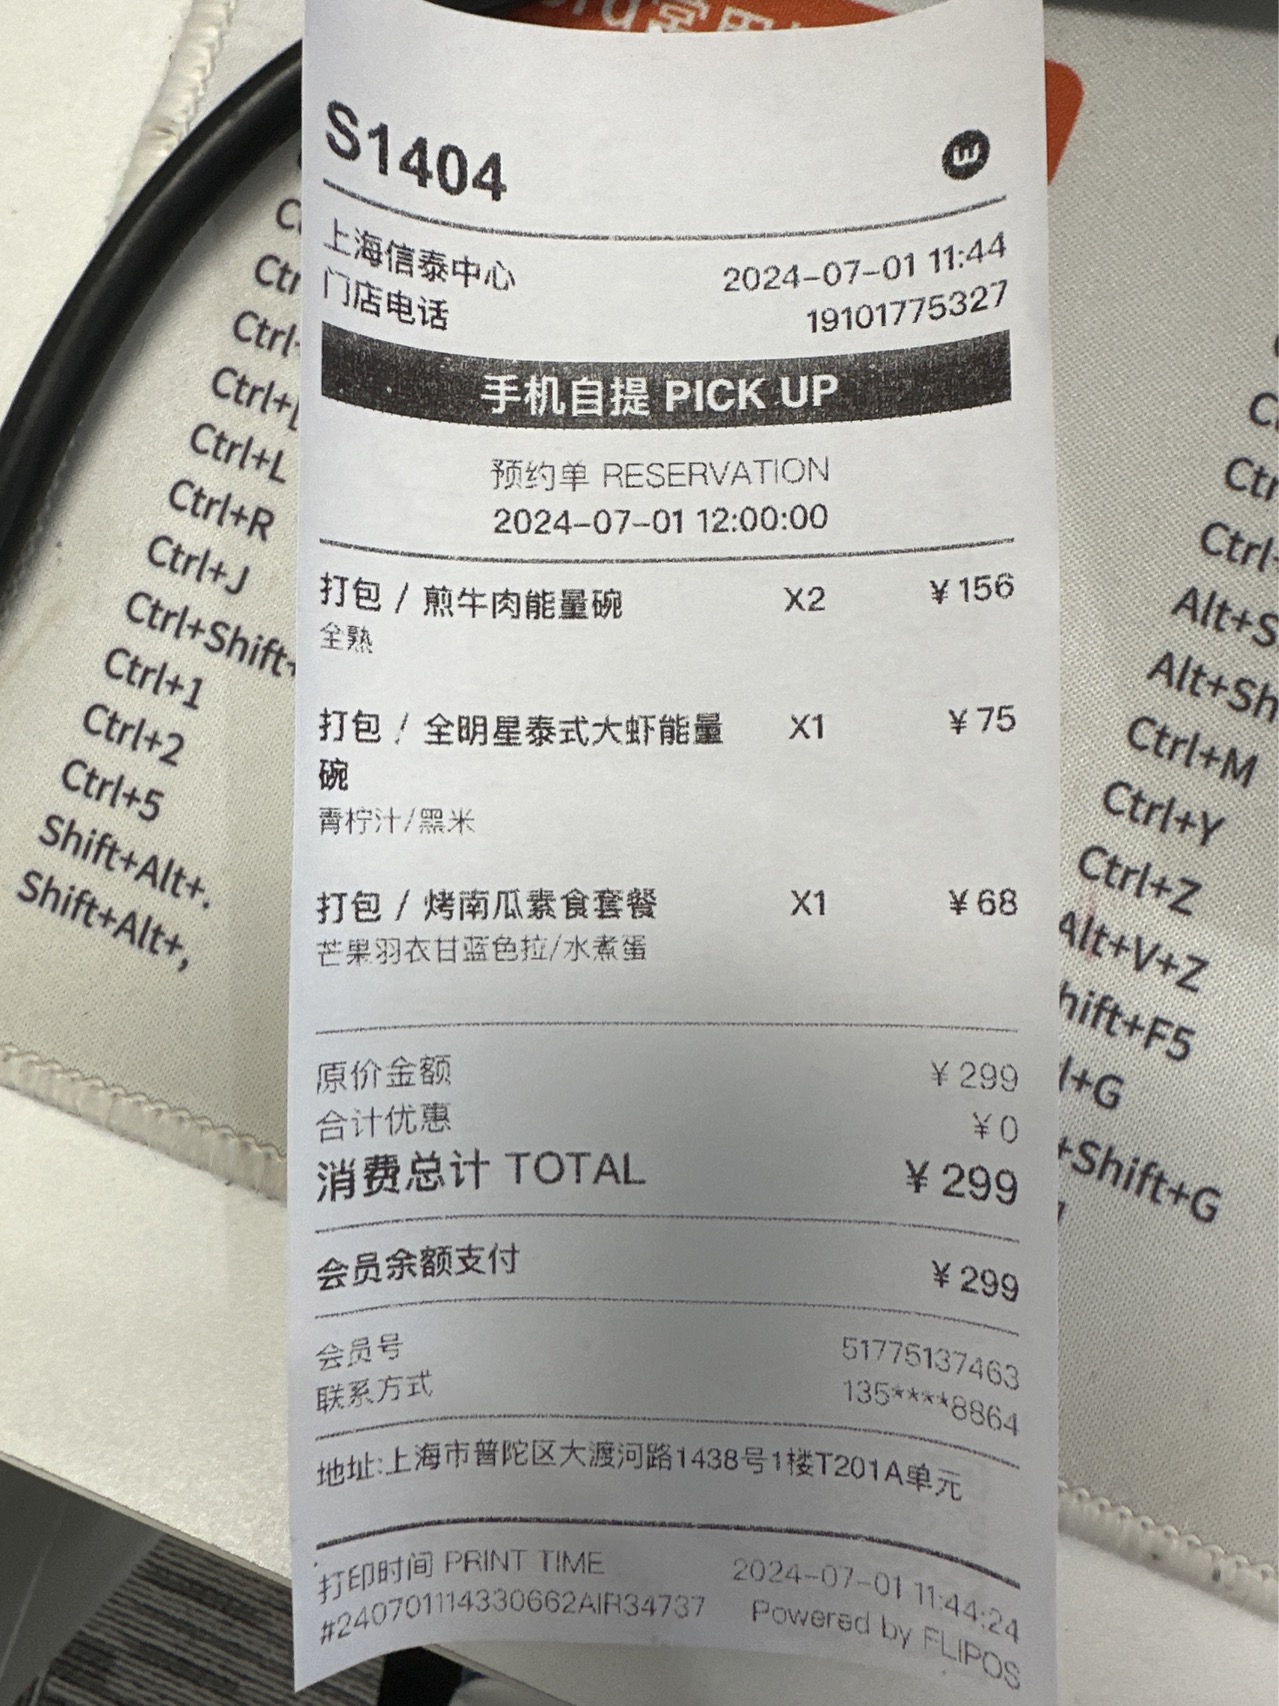 S1404
上海信泰中心 2024-07-01 11:44
门店电话 19101775327
手机自提 PICK UP
预约单 RESERVATION
2024-07-01 12:00:00
打包 / 煎牛肉能量碗 X2 ¥156
全熟
打包 / 全明星泰式大虾能量 X1 ¥75
碗
青柠汁/黑米
打包 / 烤南瓜素食套餐 X1 ¥68
芒果羽衣甘蓝色拉/水煮蛋
原价金额 ¥299
合计优惠 ¥0
消费总计 TOTAL ¥299
会员余额支付 ¥299
会员号 51775137463
联系方式 135****8864
地址:上海市普陀区大渡河路1438号1楼T201A单元
打印时间 PRINT TIME 2024-07-01 11:44:24
#240701114330662AIR34737 Powered by FLIPOS
Ctrl+L
Ctrl+R
Ctrl+J
Ctrl+Shift+
Ctrl+1
Ctrl+2
Ctrl+5
Shift+Alt+.
Shift+Alt+,
Ctrl+M
Ctrl+Y
Ctrl+Z
Alt+V+Z
hift+F5
l+G
+Shift+G